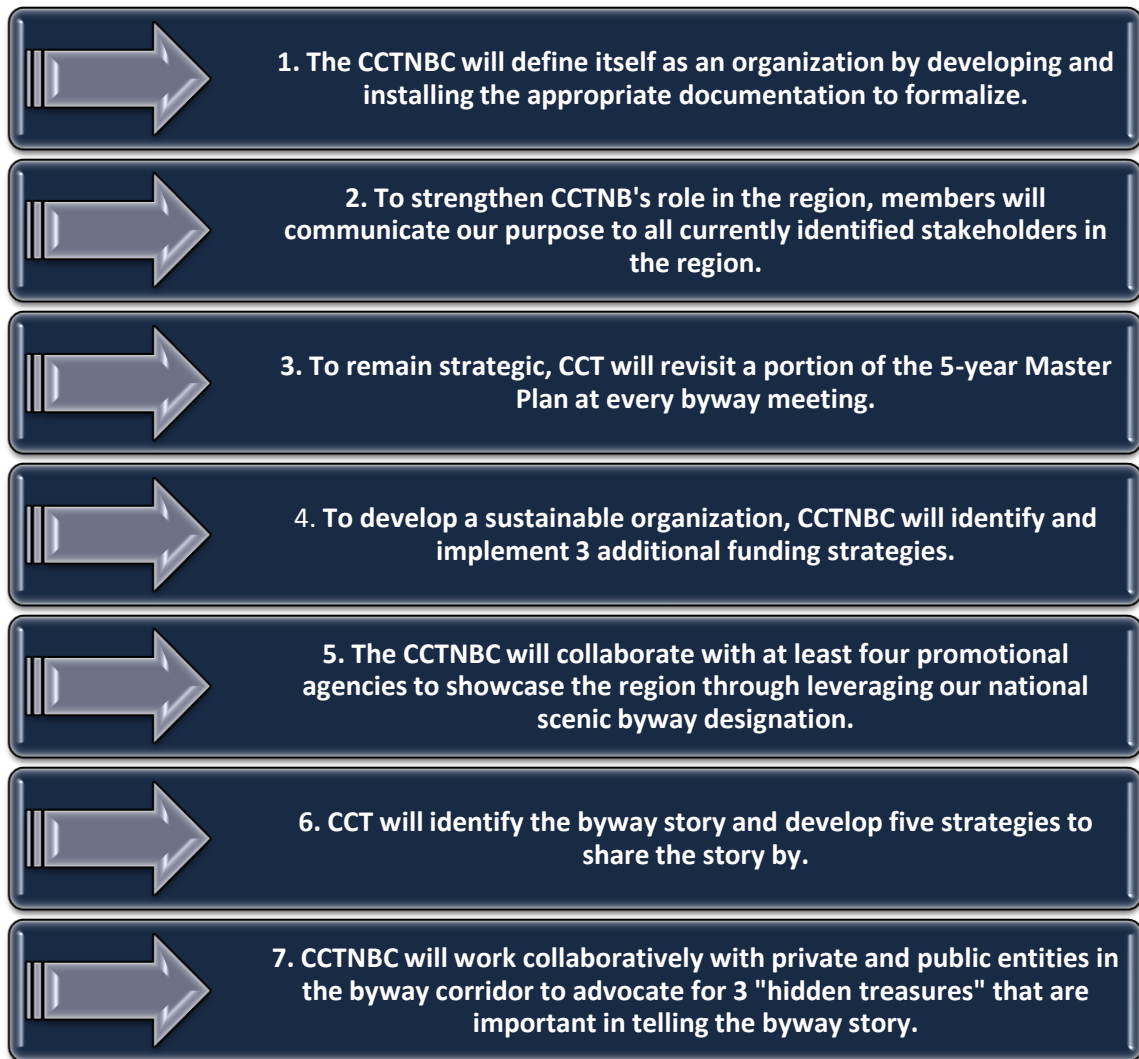 1. The CCTNBC will define itself as an organization by developing and
installing the appropriate documentation to formalize.
2. To strengthen CCTNB's role in the region, members will
communicate our purpose to all currently identified stakeholders in
the region.
3. To remain strategic, CCT will revisit a portion of the 5-year Master
Plan at every byway meeting.
4. To develop a sustainable organization, CCTNBC will identify and
implement 3 additional funding strategies.
5. The CCTNBC will collaborate with at least four promotional
agencies to showcase the region through leveraging our national
scenic byway designation.
6. CCT will identify the byway story and develop five strategies to
share the story by.
7. CCTNBC will work collaboratively with private and public entities in
the byway corridor to advocate for 3 "hidden treasures" that are
important in telling the byway story.